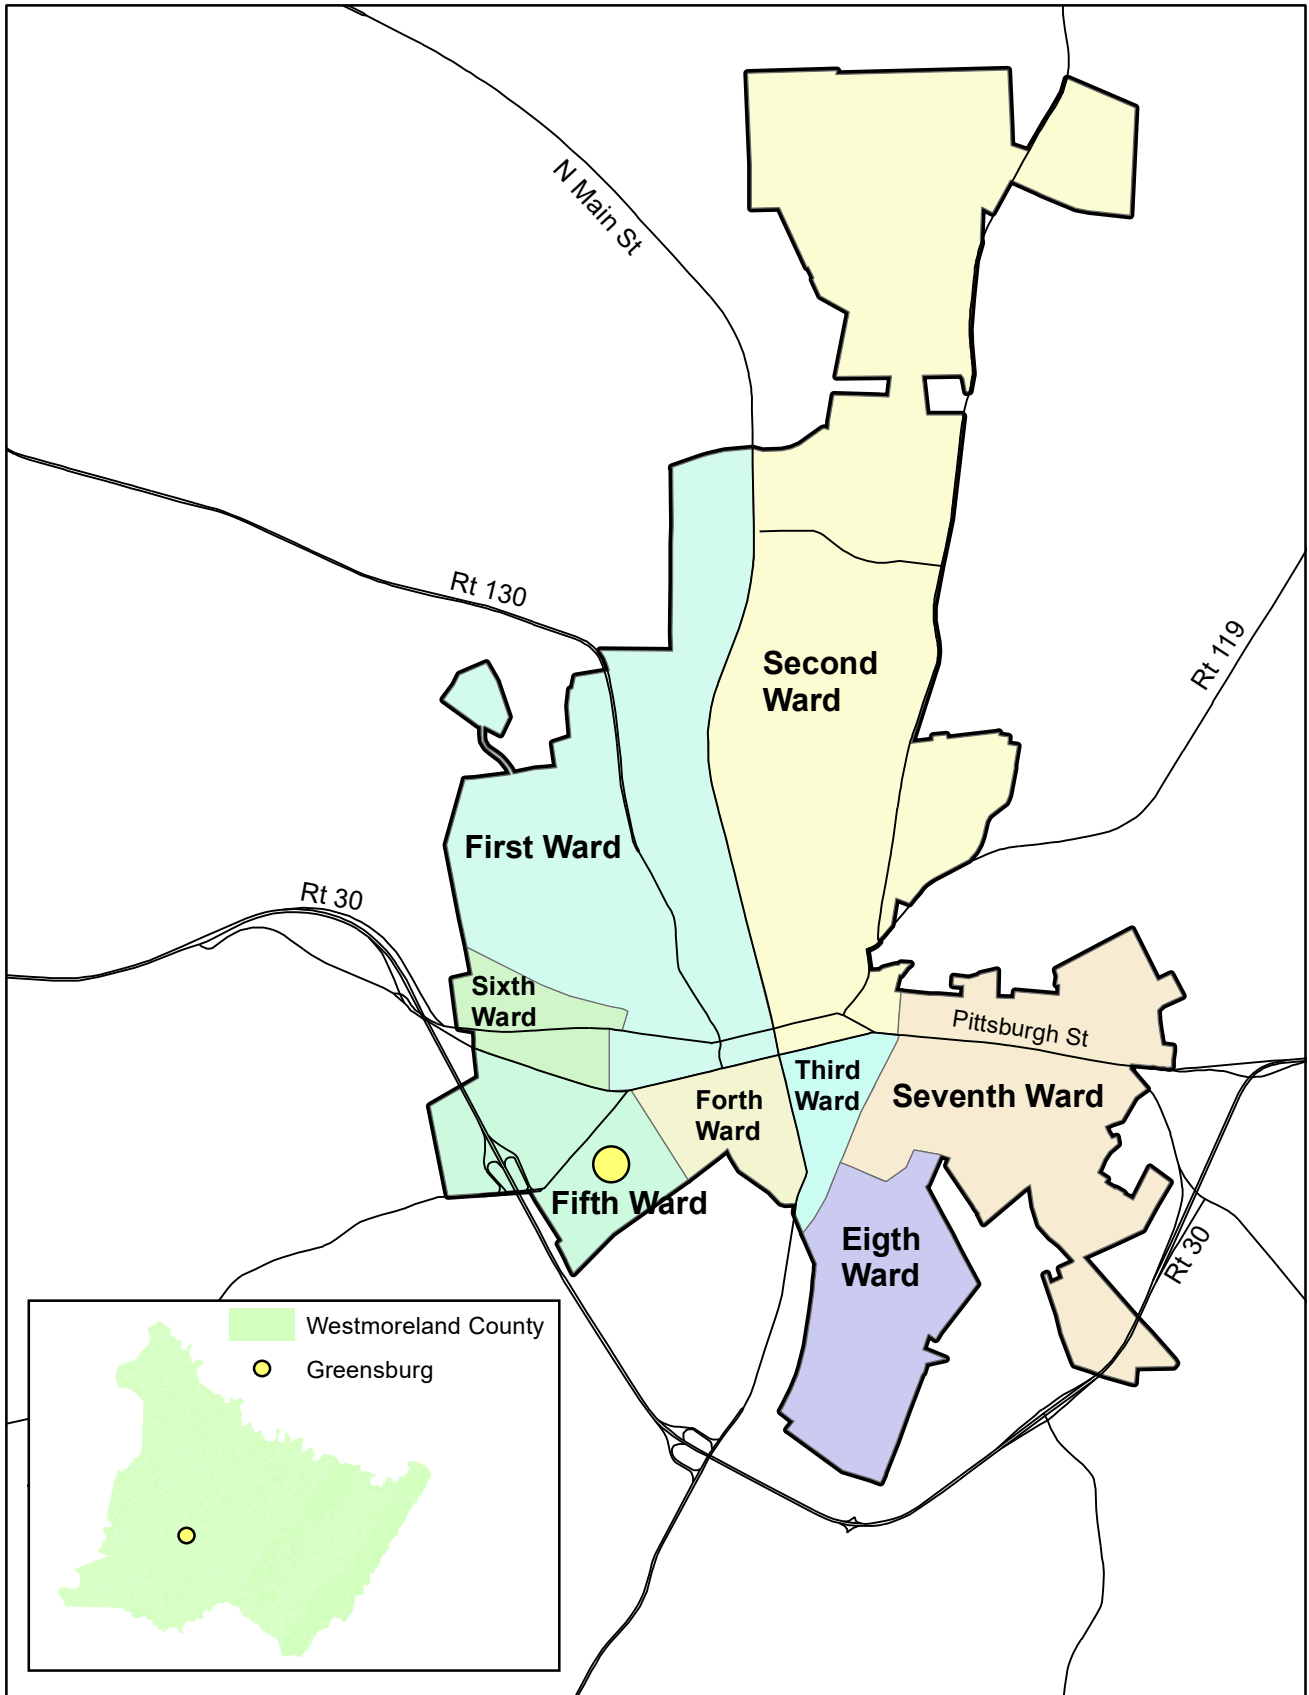 N Main St
Rt 130
Rt 119
Second
Ward
First Ward
Rt 30
Sixth
Ward
Pittsburgh St
Third
Ward
Forth
Ward
Seventh Ward
Fifth Ward
Eigth
Ward
Rt 30
Westmoreland County
Greensburg